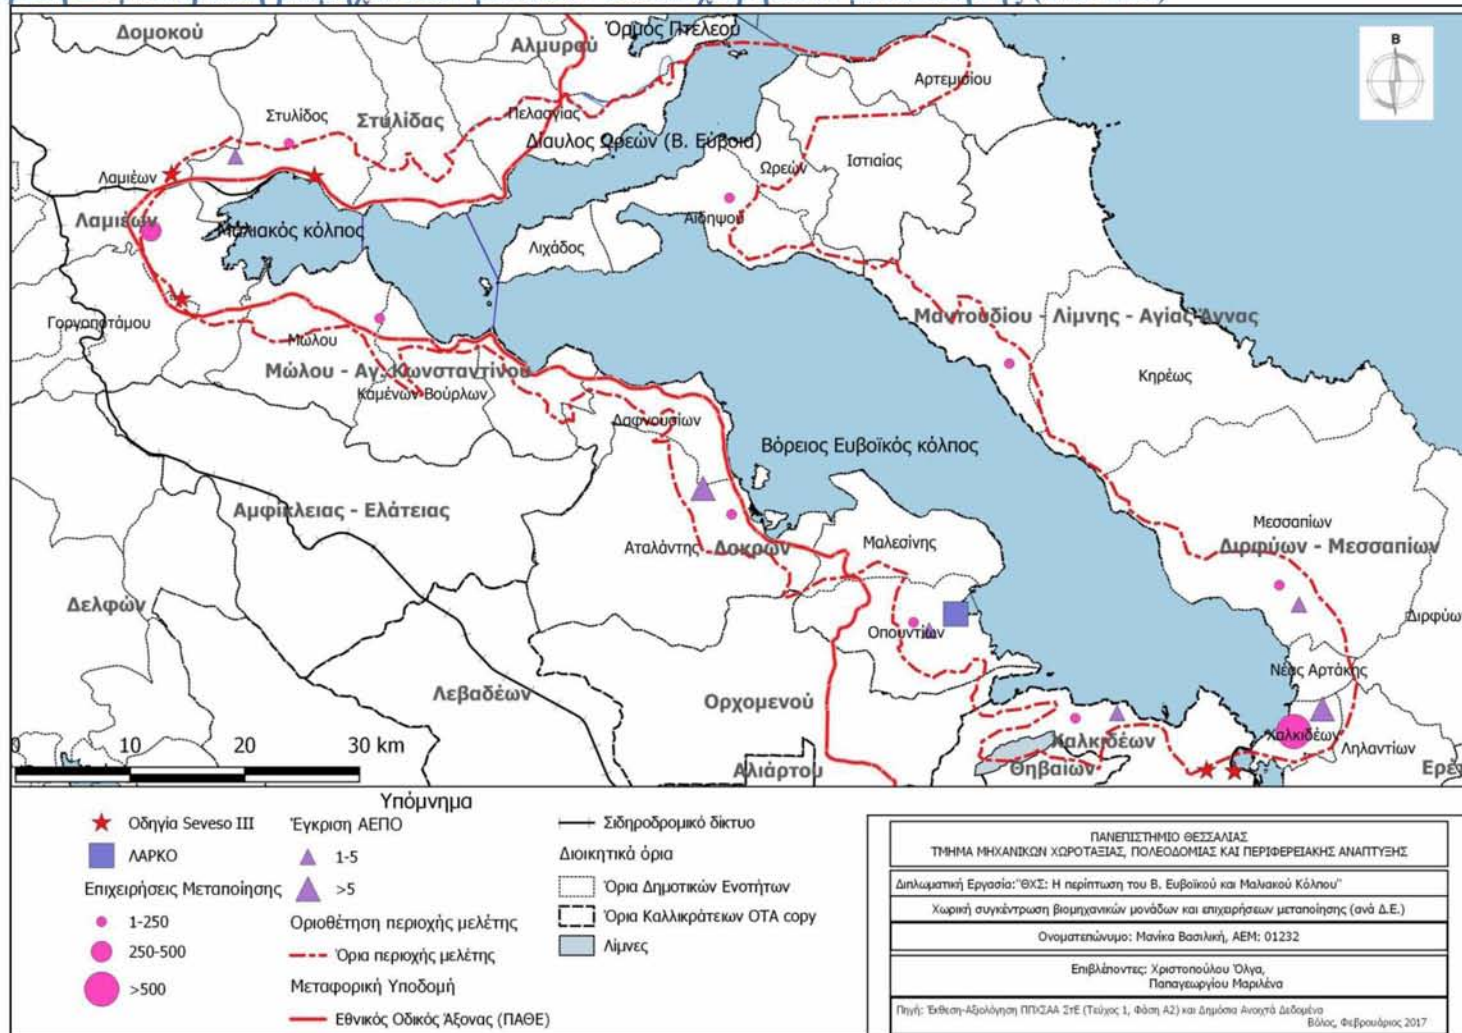 Δομοκού
Αλμυρού
Όρμος Πτελεού
Β
Αρτεμισίου
Στυλίδος
Στυλίδας
Πελασγίας
Δίαυλος Ωρεών (Β. Εύβοια)
Ωρεών
Ιστιαίας
Λαμιέων
Λαμιέων
Μαλιακός κόλπος
Αιδηψού
Λιχάδος
Γοργοποτάμου
Μώλου
Μαντουδίου - Λίμνης - Αγίας Άννας
Μώλου - Αγ. Κωνσταντίνου
Κηρέως
Καμένων Βούρλων
Δαφνουσίων
Βόρειος Ευβοϊκός κόλπος
Αμφίκλειας - Ελάτειας
Μεσσαπίων
Αταλάντης
Λοκρών
Μαλεσίνης
Διρφύων - Μεσσαπίων
Δελφών
Οπουντίων
Διρφύω
Νέας Αρτάκης
Λεβαδέων
Ορχομενού
Χαλκιδέων
Χαλκιδέων
Ληλαντίων
Αλιάρτου
Θηβαίων
Ερετ
0 10 20 30 km
Υπόμνημα
Οδηγία Seveso III
ΛΑΡΚΟ
Επιχειρήσεις Μεταποίησης
1-250
250-500
>500
Έγκριση ΑΕΠΟ
1-5
>5
Οριοθέτηση περιοχής μελέτης
Όρια περιοχής μελέτης
Μεταφορική Υποδομή
Εθνικός Οδικός Άξονας (ΠΑΘΕ)
Σιδηροδρομικό δίκτυο
Διοικητικά όρια
Όρια Δημοτικών Ενοτήτων
Όρια Καλλικράτειων ΟΤΑ copy
Λίμνες
ΠΑΝΕΠΙΣΤΗΜΙΟ ΘΕΣΣΑΛΙΑΣ
ΤΜΗΜΑ ΜΗΧΑΝΙΚΩΝ ΧΩΡΟΤΑΞΙΑΣ, ΠΟΛΕΟΔΟΜΙΑΣ ΚΑΙ ΠΕΡΙΦΕΡΕΙΑΚΗΣ ΑΝΑΠΤΥΞΗΣ
Διπλωματική Εργασία:"ΘΧΣ: Η περίπτωση του Β. Ευβοϊκού και Μαλιακού Κόλπου"
Χωρική συγκέντρωση βιομηχανικών μονάδων και επιχειρήσεων μεταποίησης (ανά Δ.Ε.)
Ονοματεπώνυμο: Μανίκα Βασιλική, ΑΕΜ: 01232
Επιβλέποντες: Χριστοπούλου Όλγα,
Παπαγεωργίου Μαριλένα
Πηγή: Έκθεση-Αξιολόγηση ΠΠΧΣΑΑ ΣτΕ (Τεύχος 1, Φάση Α2) και Δημόσια Ανοιχτά Δεδομένα
Βόλος, Φεβρουάριος 2017